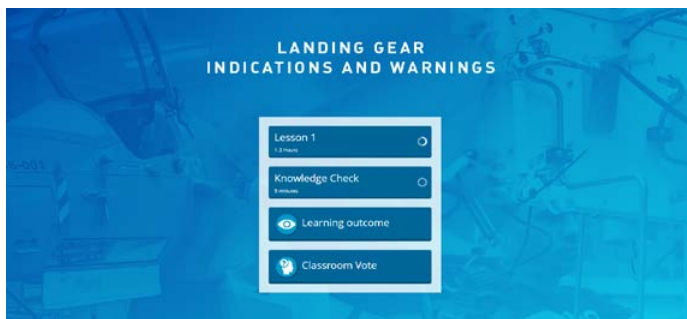 LANDING GEAR
INDICATIONS AND WARNINGS
Lesson 1
Knowledge Check
Learning outcome
Classroom Vote